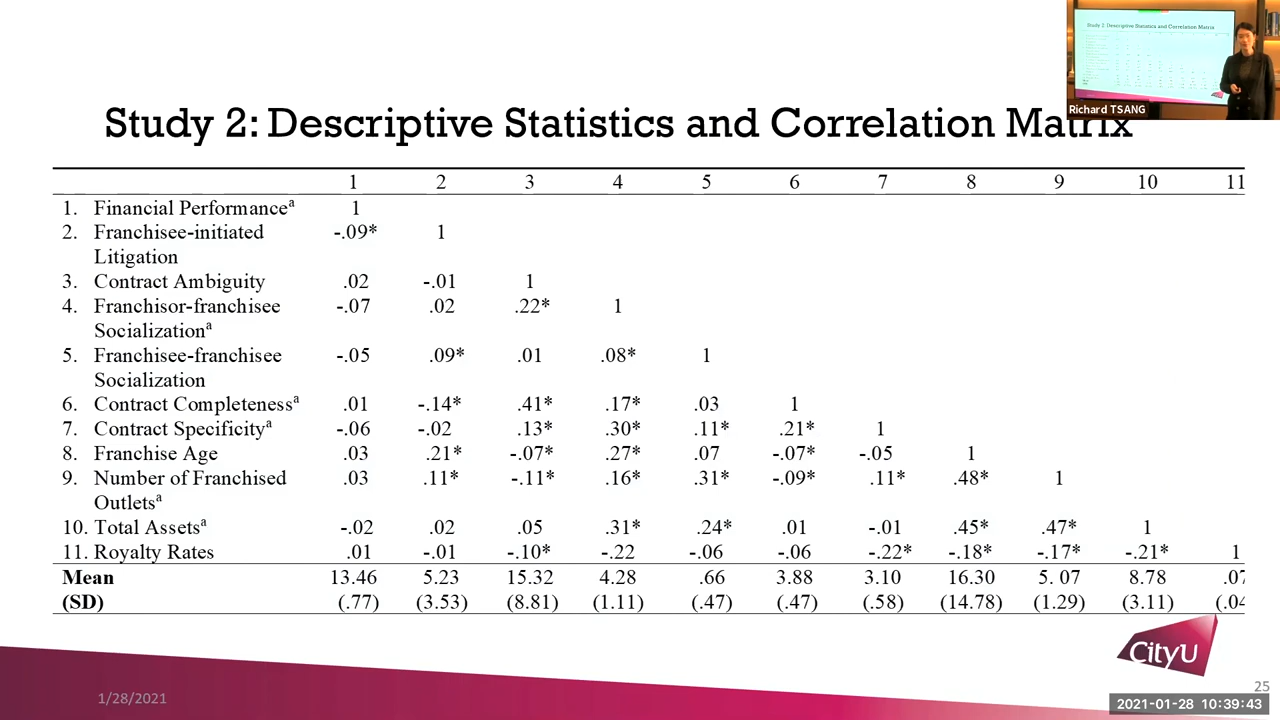 Study 2: Descriptive Statistics and Correlation Matrix
Richard TSANG
1 2 3 4 5 6 7 8 9 10 11
1. Financial Performanceᵃ 1
2. Franchisee-initiated -.09* 1
Litigation
3. Contract Ambiguity .02 -.01 1
4. Franchisor-franchisee -.07 .02 .22* 1
Socializationᵃ
5. Franchisee-franchisee -.05 .09* .01 .08* 1
Socialization
6. Contract Completenessᵃ .01 -.14* .41* .17* .03 1
7. Contract Specificityᵃ -.06 -.02 .13* .30* .11* .21* 1
8. Franchise Age .03 .21* -.07* .27* .07 -.07* -.05 1
9. Number of Franchised .03 .11* -.11* .16* .31* -.09* .11* .48* 1
Outletsᵃ
10. Total Assetsᵃ -.02 .02 .05 .31* .24* .01 -.01 .45* .47* 1
11. Royalty Rates .01 -.01 -.10* -.22 -.06 -.06 -.22* -.18* -.17* -.21* 1
Mean 13.46 5.23 15.32 4.28 .66 3.88 3.10 16.30 5. 07 8.78 .07
(SD) (.77) (3.53) (8.81) (1.11) (.47) (.47) (.58) (14.78) (1.29) (3.11) (.04
CityU
1/28/2021
25
2021-01-28 10:39:43